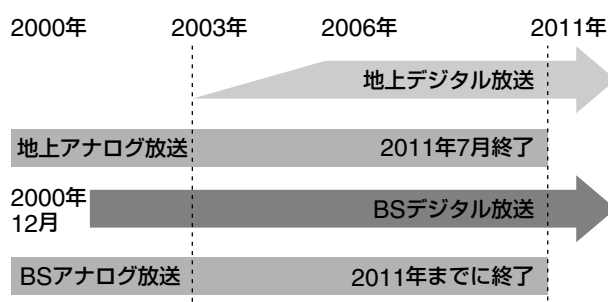 2000年 2003年 2006年 2011年
地上デジタル放送
地上アナログ放送 2011年7月終了
2000年
12月
BSデジタル放送
BSアナログ放送 2011年までに終了